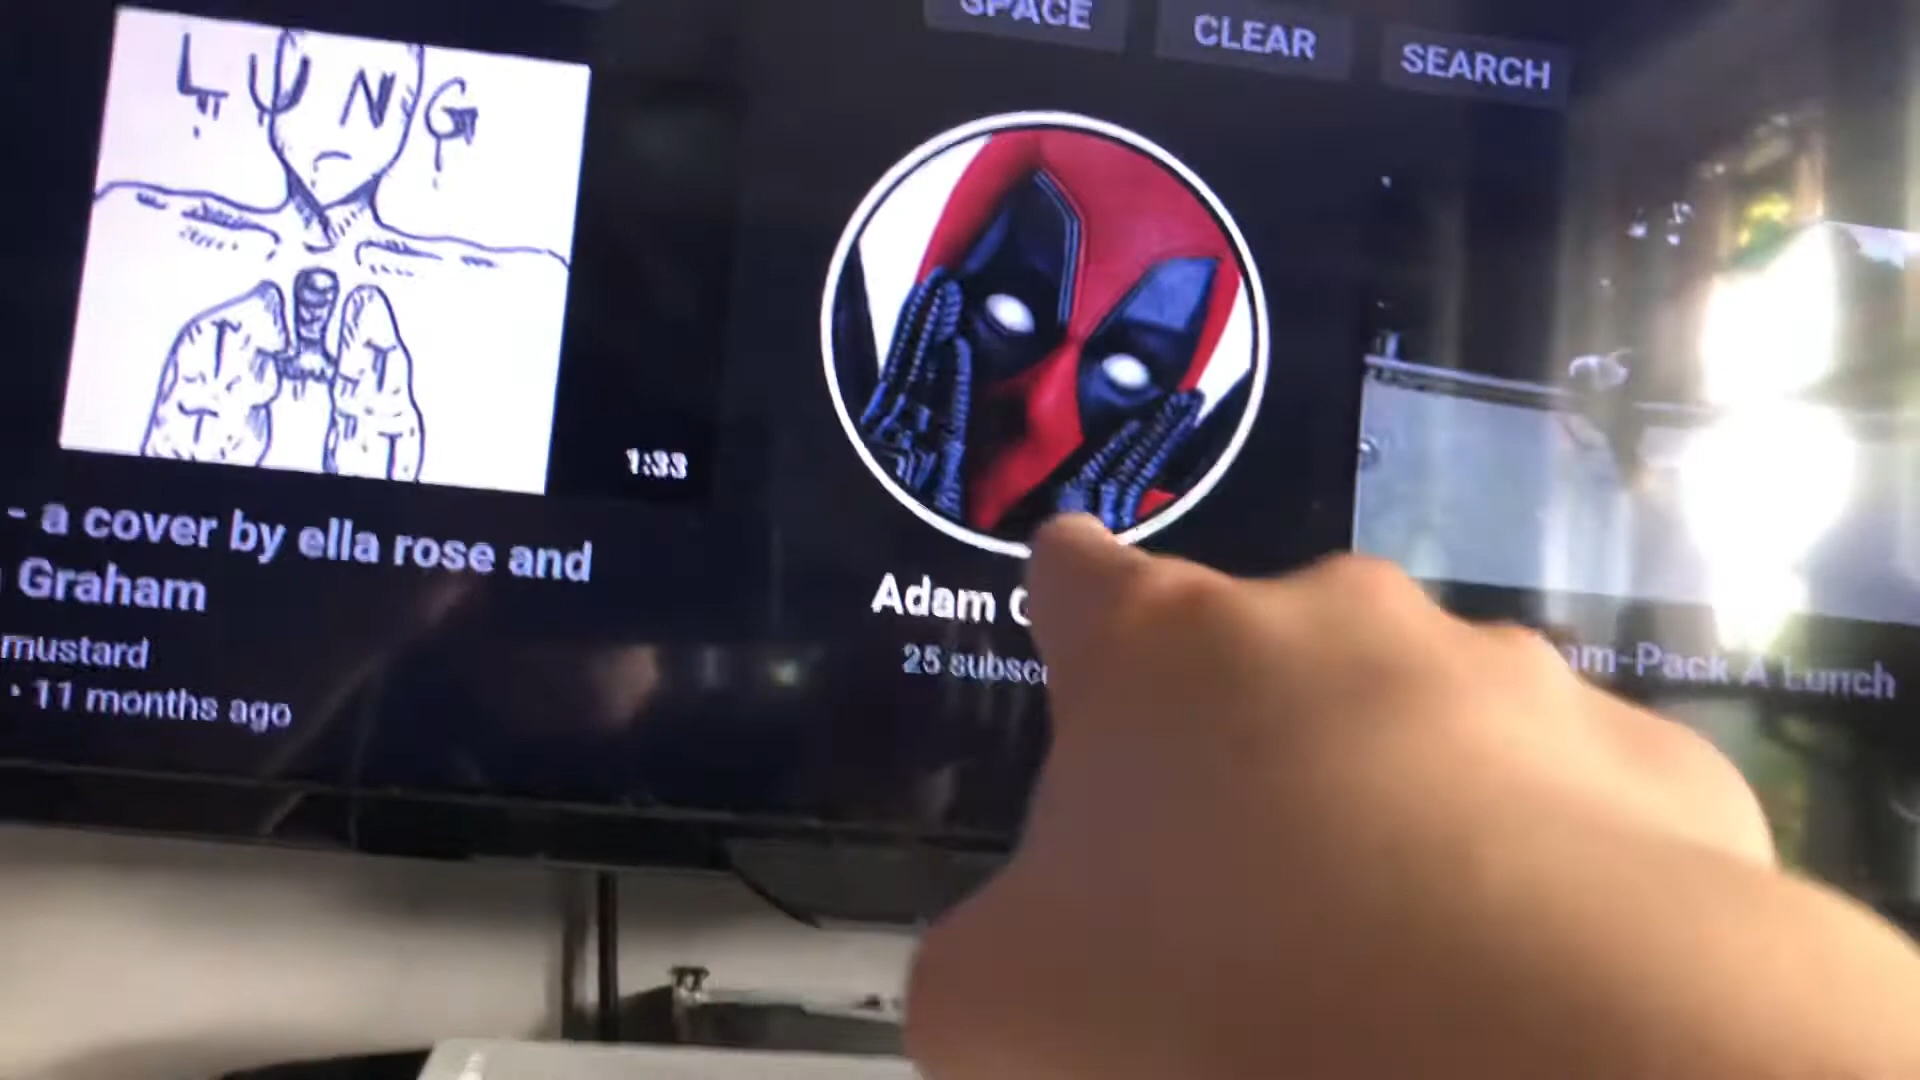 SPACE
CLEAR
SEARCH
L U N G
T T
T T
1:33
- a cover by ella rose and
Graham
mustard
• 11 months ago
Adam
25
-Pack A Lunch